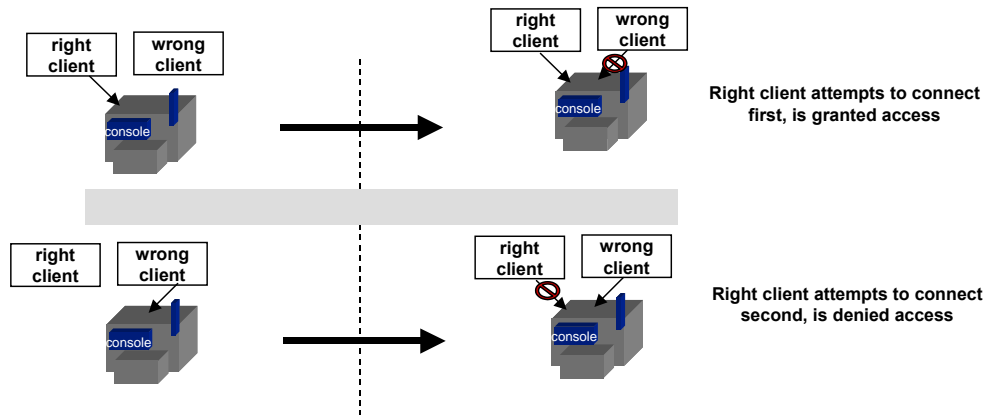 right
client
wrong
client
console
right
client
wrong
client
console
Right client attempts to connect
first, is granted access
right
client
wrong
client
console
right
client
wrong
client
console
Right client attempts to connect
second, is denied access